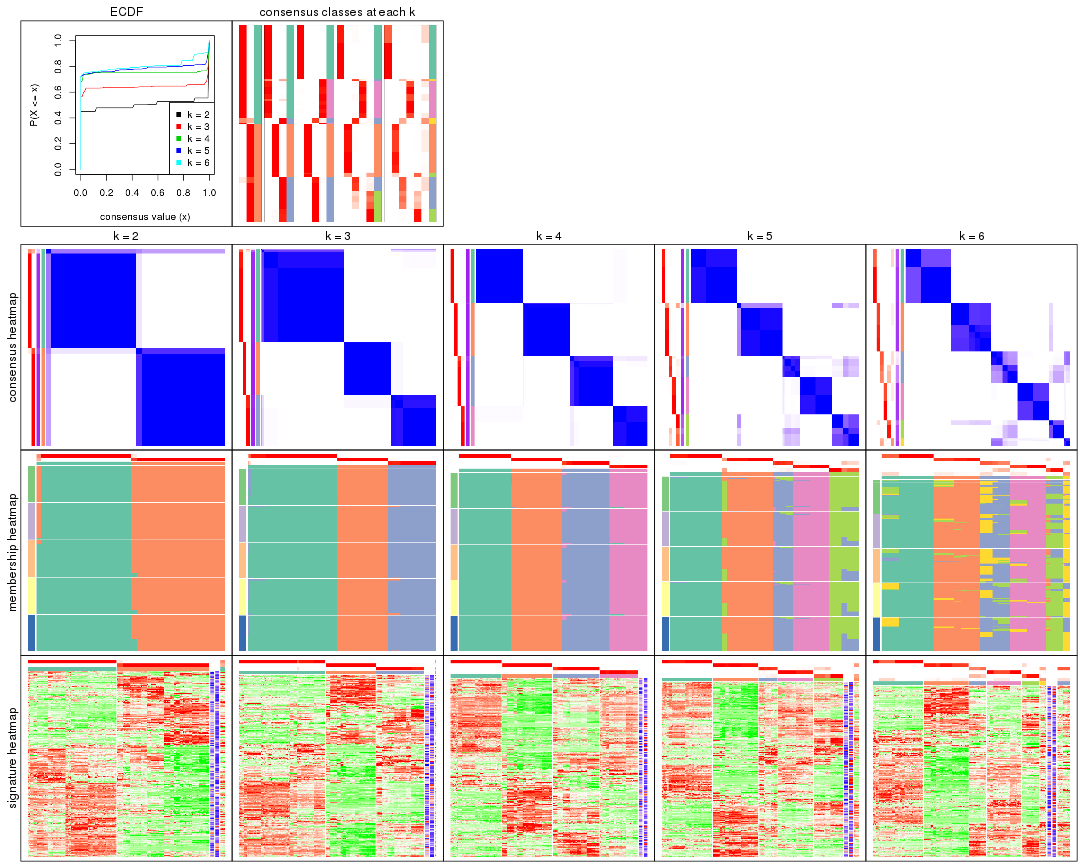 ECDF
consensus classes at each k
P(X <= x)
1.0
0.8
0.6
0.4
0.2
0.0
k = 2
k = 3
k = 4
k = 5
k = 6
0.0 0.2 0.4 0.6 0.8 1.0
consensus value (x)
k = 2
k = 3
k = 4
k = 5
k = 6
consensus heatmap
membership heatmap
signature heatmap